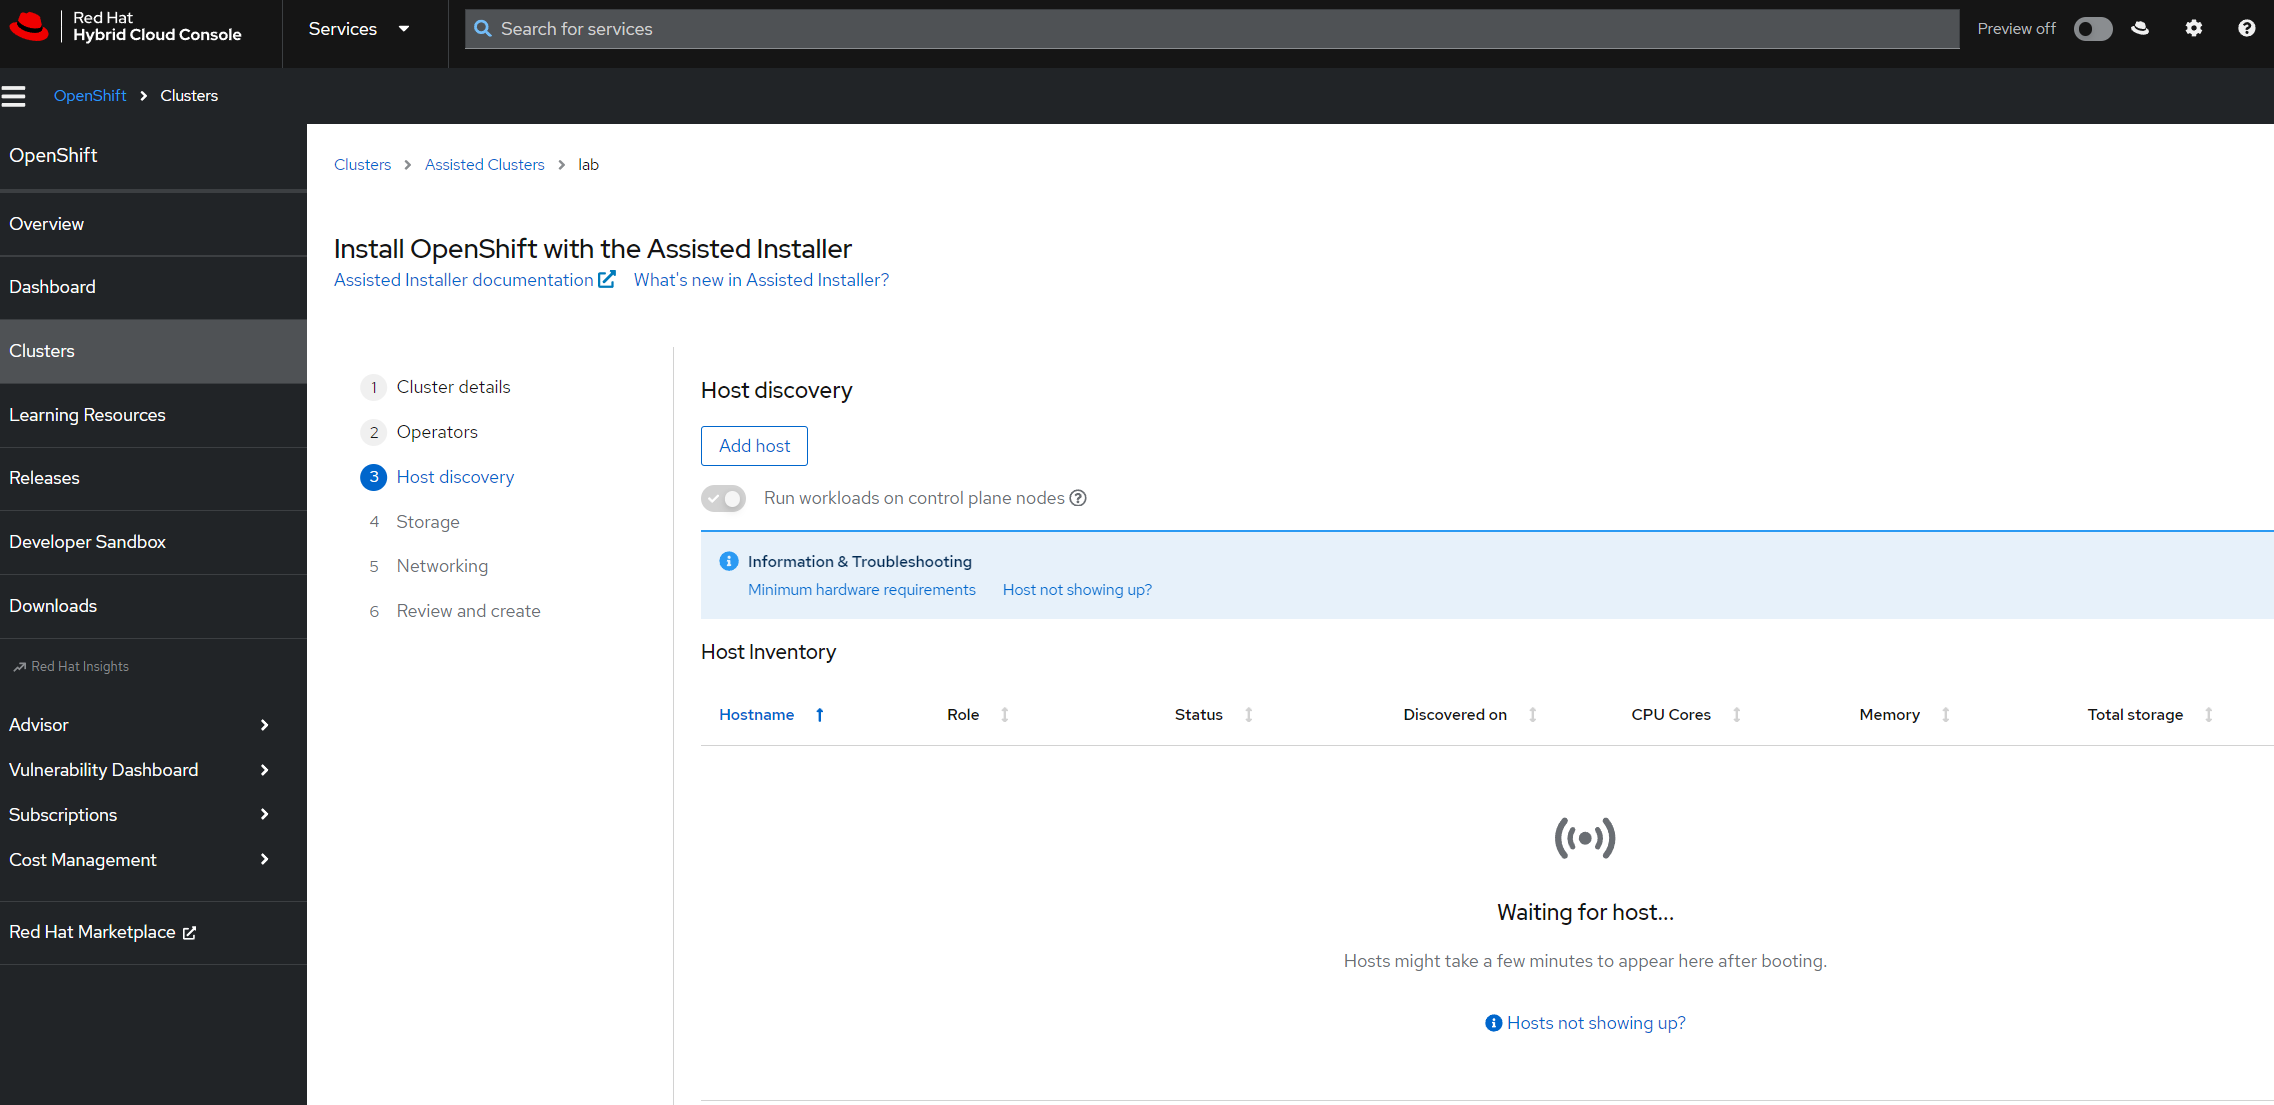 Red Hat
Hybrid Cloud Console
Services
Search for services
Preview off
OpenShift > Clusters
OpenShift
Overview
Dashboard
Clusters
Learning Resources
Releases
Developer Sandbox
Downloads
Red Hat Insights
Advisor
Vulnerability Dashboard
Subscriptions
Cost Management
Red Hat Marketplace
Clusters > Assisted Clusters > lab
Install OpenShift with the Assisted Installer
Assisted Installer documentation What's new in Assisted Installer?
1 Cluster details
2 Operators
3 Host discovery
4 Storage
5 Networking
6 Review and create
Host discovery
Add host
Run workloads on control plane nodes
Information & Troubleshooting
Minimum hardware requirements Host not showing up?
Host Inventory
Hostname Role Status Discovered on CPU Cores Memory Total storage
Waiting for host...
Hosts might take a few minutes to appear here after booting.
Hosts not showing up?